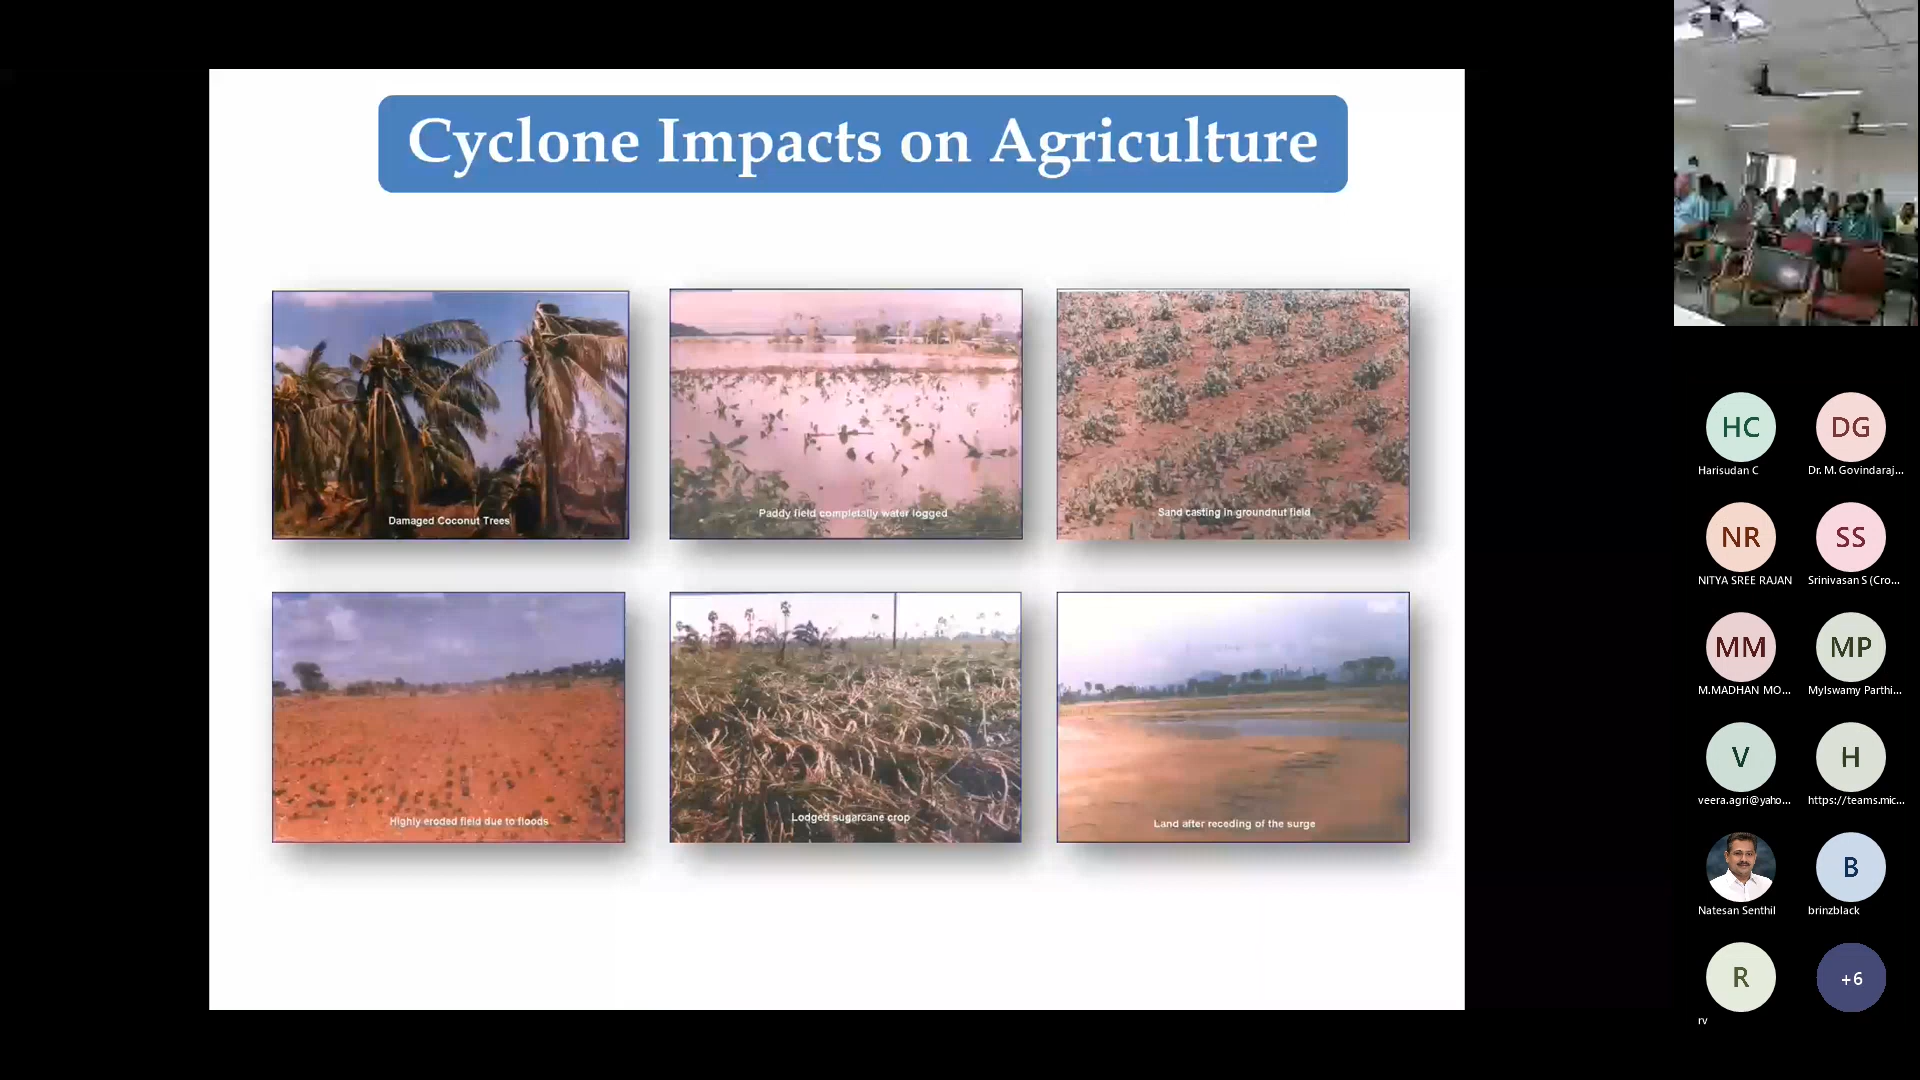 Cyclone Impacts on Agriculture
Damaged Coconut Trees
Paddy field completally water logged
Sand casting in groundnut field
Highly eroded field due to floods
Lodged sugarcane crop
Land after receding of the surge
HC
Harisudan C
DG
Dr. M. Govindaraj...
NR
NITYA SREE RAJAN
SS
Srinivasan S (Cro...
MM
M.MADHAN MO...
MP
Mylswamy Parthi...
V
veera.agri@yaho...
H
https://teams.mic...
Natesan Senthil
B
brinzblack
R
rv
+6